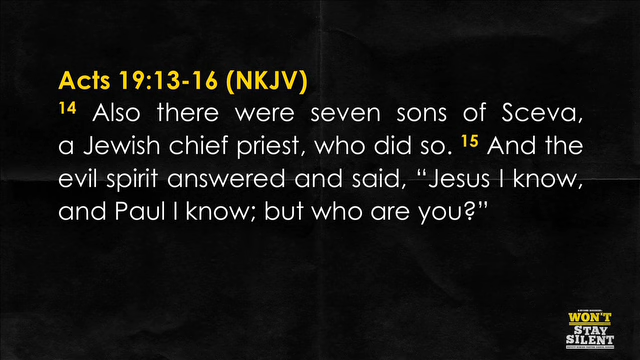 Acts 19:13-16 (NKJV)
14 Also there were seven sons of Sceva,
a Jewish chief priest, who did so. 15 And the
evil spirit answered and said, “Jesus I know,
and Paul I know; but who are you?”
WON'T
STAY
SILENT